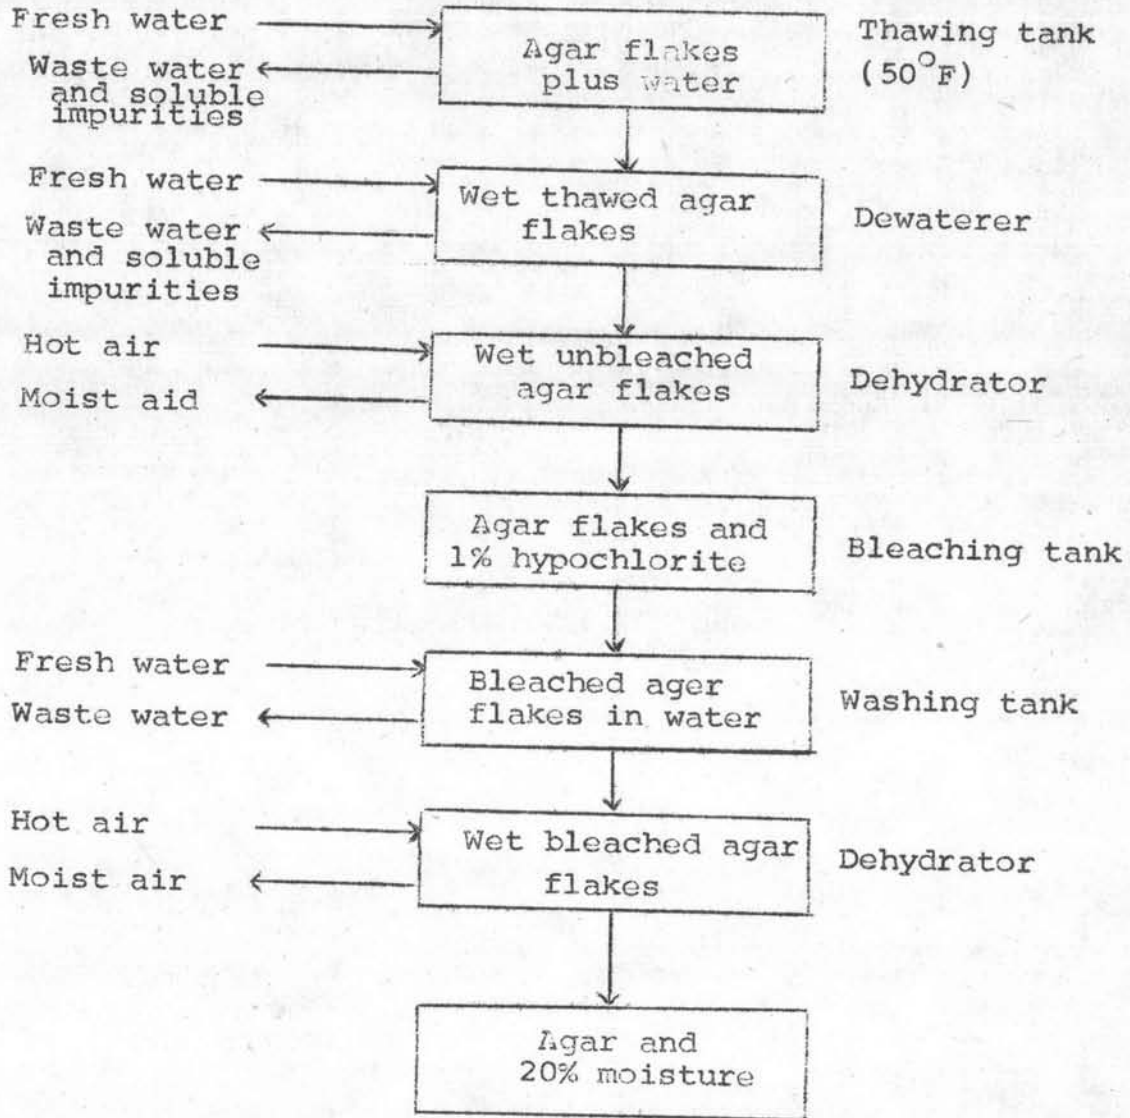 Fresh water
Agar flakes
plus water
Thawing tank
(50°F)
Waste water
and soluble
impurities
Fresh water
Wet thawed agar
flakes
Dewaterer
Waste water
and soluble
impurities
Hot air
Wet unbleached
agar flakes
Dehydrator
Moist aid
Agar flakes and
1% hypochlorite
Bleaching tank
Fresh water
Bleached ager
flakes in water
Washing tank
Waste water
Hot air
Wet bleached agar
flakes
Dehydrator
Moist air
Agar and
20% moisture